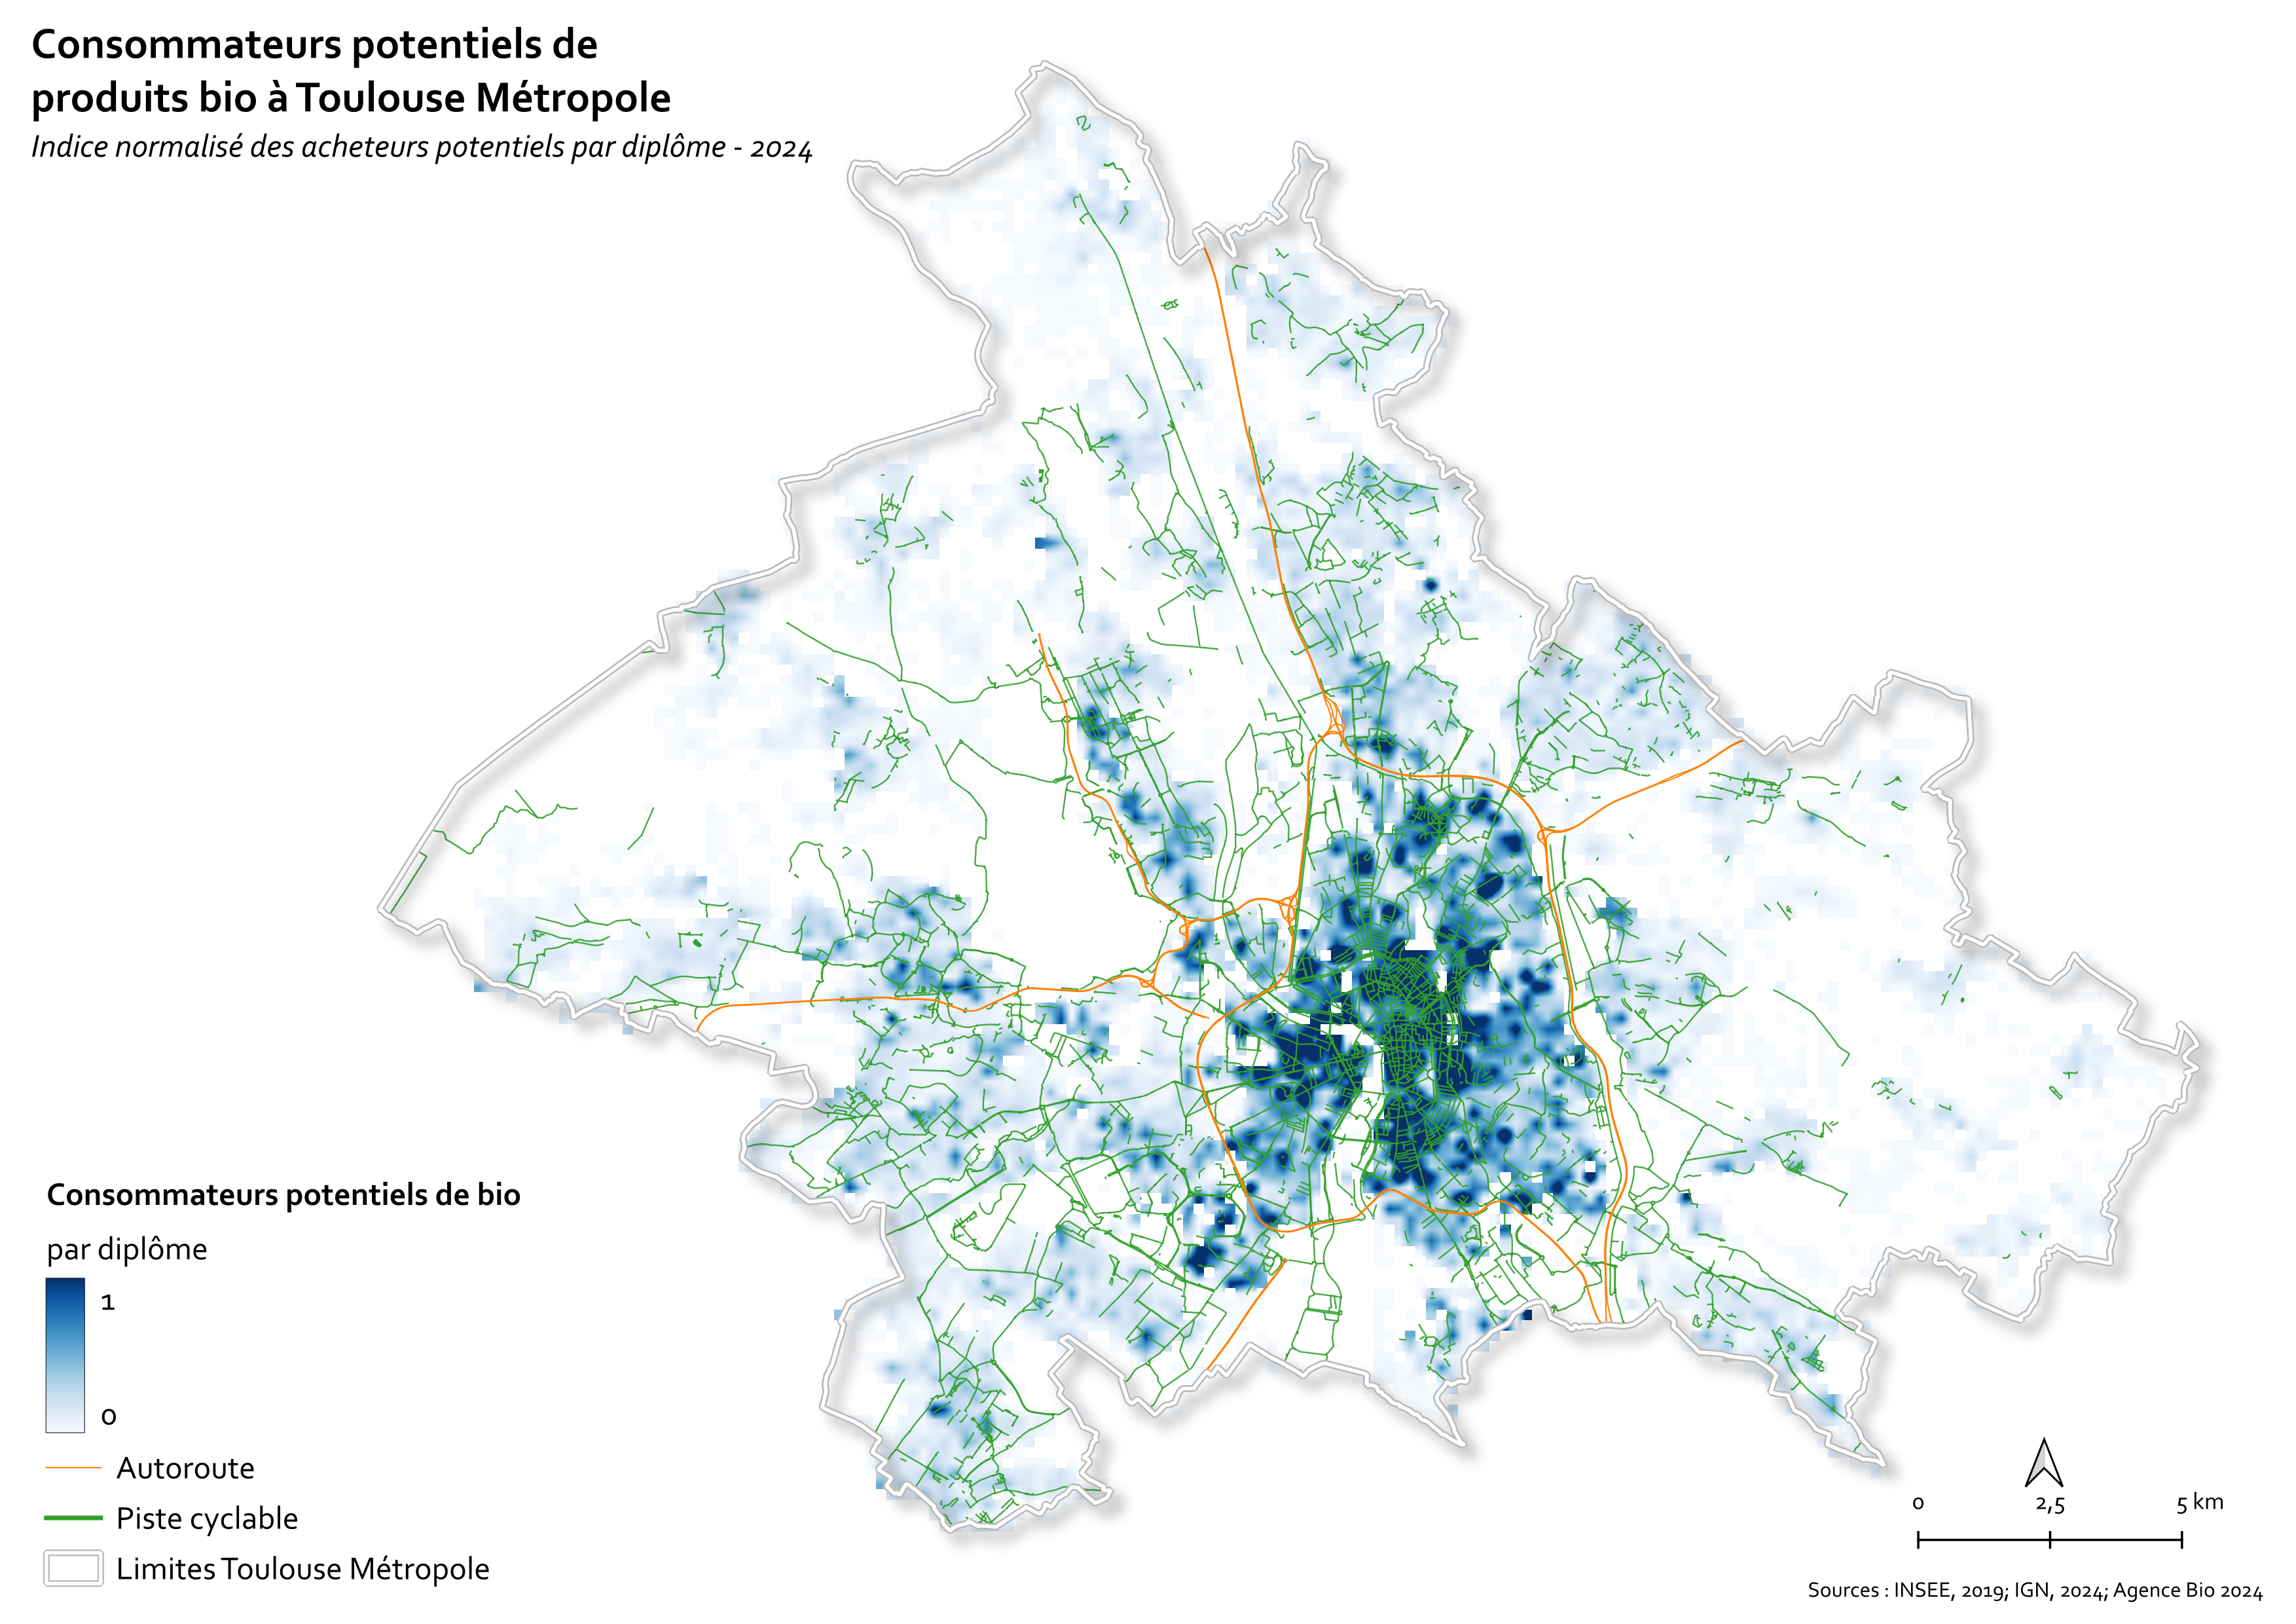 Consommateurs potentiels de
produits bio à Toulouse Métropole
Indice normalisé des acheteurs potentiels par diplôme - 2024
Consommateurs potentiels de bio
par diplôme
1
0
Autoroute
Piste cyclable
Limites Toulouse Métropole
0 2,5 5 km
Sources : INSEE, 2019; IGN, 2024; Agence Bio 2024